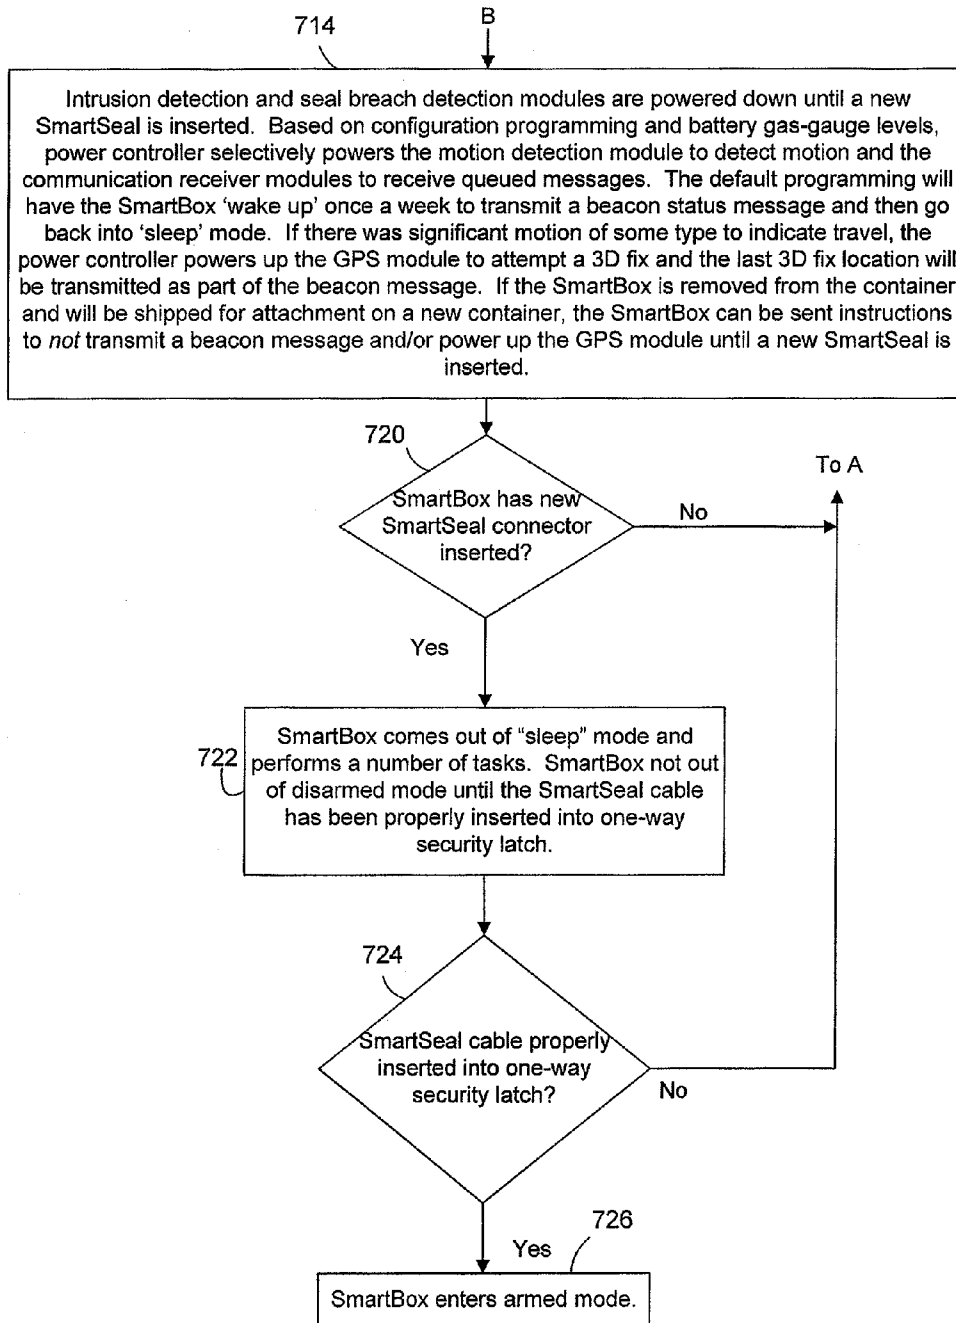 B
714
Intrusion detection and seal breach detection modules are powered down until a new
SmartSeal is inserted. Based on configuration programming and battery gas-gauge levels,
power controller selectively powers the motion detection module to detect motion and the
communication receiver modules to receive queued messages. The default programming will
have the SmartBox 'wake up' once a week to transmit a beacon status message and then go
back into 'sleep' mode. If there was significant motion of some type to indicate travel, the
power controller powers up the GPS module to attempt a 3D fix and the last 3D fix location will
be transmitted as part of the beacon message. If the SmartBox is removed from the container
and will be shipped for attachment on a new container, the SmartBox can be sent instructions
to not transmit a beacon message and/or power up the GPS module until a new SmartSeal is
inserted.
720
To A
SmartBox has new
SmartSeal connector
inserted?
No
Yes
722
SmartBox comes out of "sleep" mode and
performs a number of tasks. SmartBox not out
of disarmed mode until the SmartSeal cable
has been properly inserted into one-way
security latch.
724
SmartSeal cable properly
inserted into one-way
security latch?
No
Yes
726
SmartBox enters armed mode.